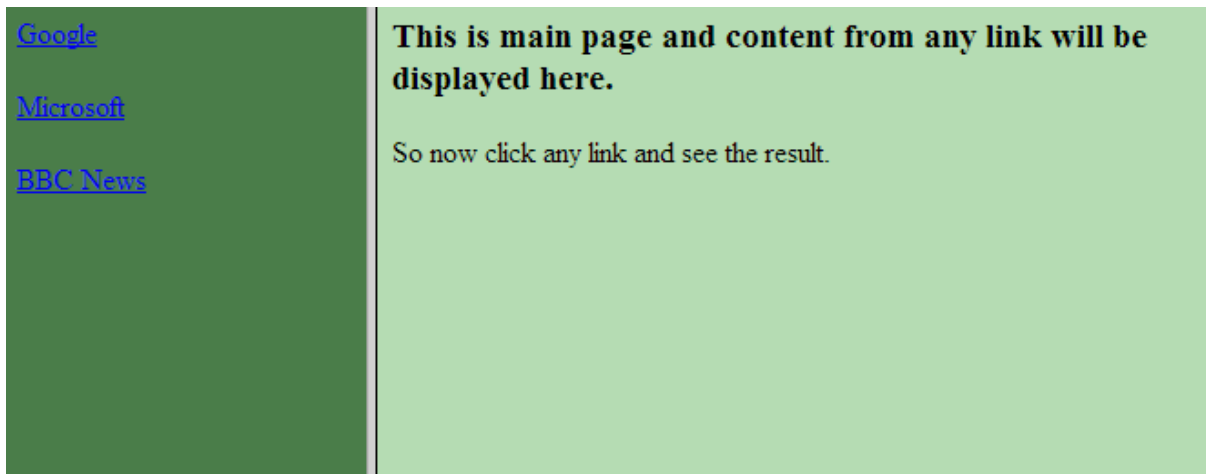 Google
Microsoft
BBC News
This is main page and content from any link will be
displayed here.
So now click any link and see the result.